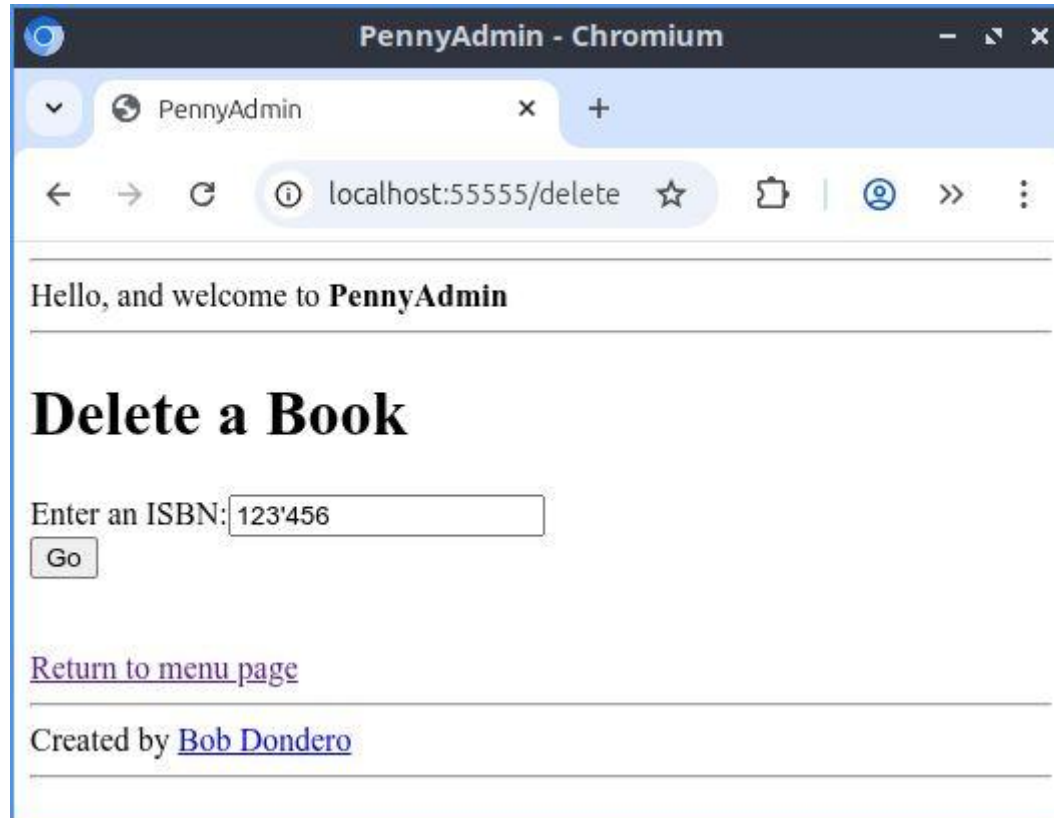 PennyAdmin - Chromium
PennyAdmin
localhost:55555/delete
Hello, and welcome to PennyAdmin
Delete a Book
Enter an ISBN: 123'456
Go
Return to menu page
Created by Bob Dondero